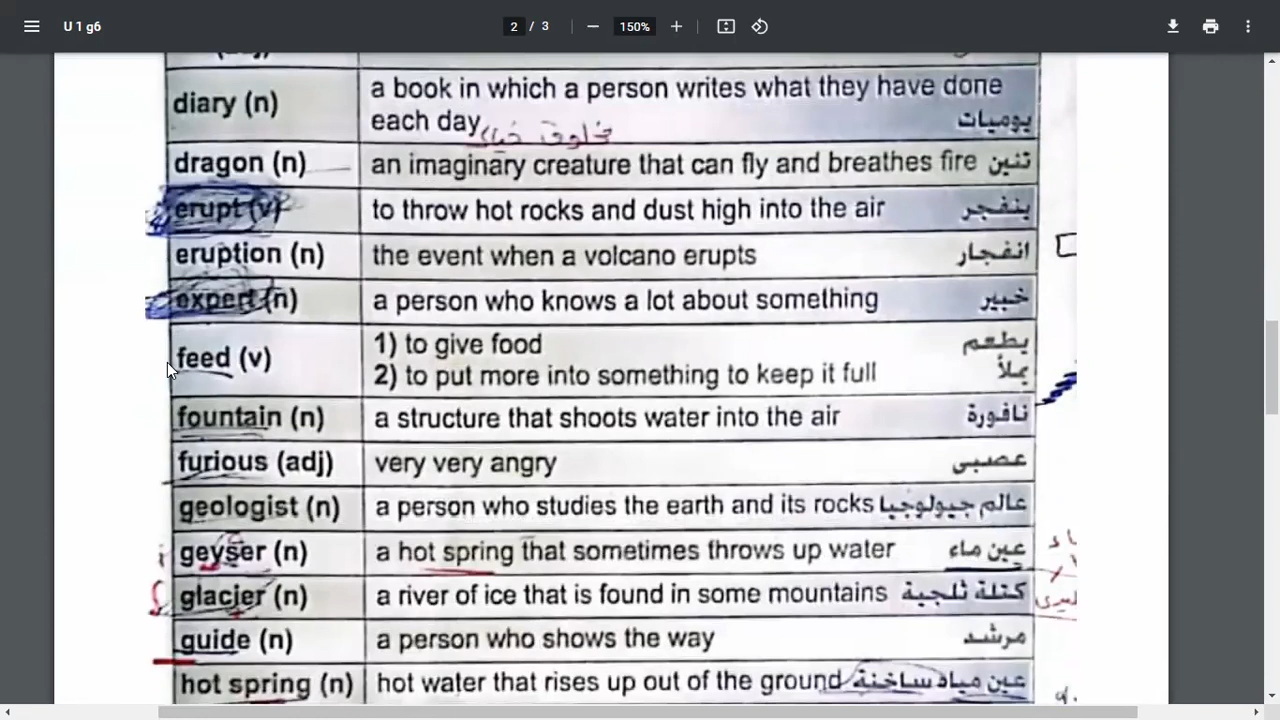 U 1 g6
2 / 3
150%
diary (n)
a book in which a person writes what they have done
each day
يوميات
خيالى
dragon (n) an imaginary creature that can fly and breathes fire تنين
erupt (v) to throw hot rocks and dust high into the air ينفجر
eruption (n) the event when a volcano erupts انفجار
expert (n) a person who knows a lot about something خبير
feed (v)
1) to give food يطعم
2) to put more into something to keep it full يملأ
fountain (n) a structure that shoots water into the air نافورة
furious (adj) very very angry عصبى
geologist (n) a person who studies the earth and its rocks عالم جيولوجيا
geyser (n) a hot spring that sometimes throws up water عين ماء
glacier (n) a river of ice that is found in some mountains كتلة ثلجية
guide (n) a person who shows the way مرشد
hot spring (n) hot water that rises up out of the ground عين مياه ساخنة